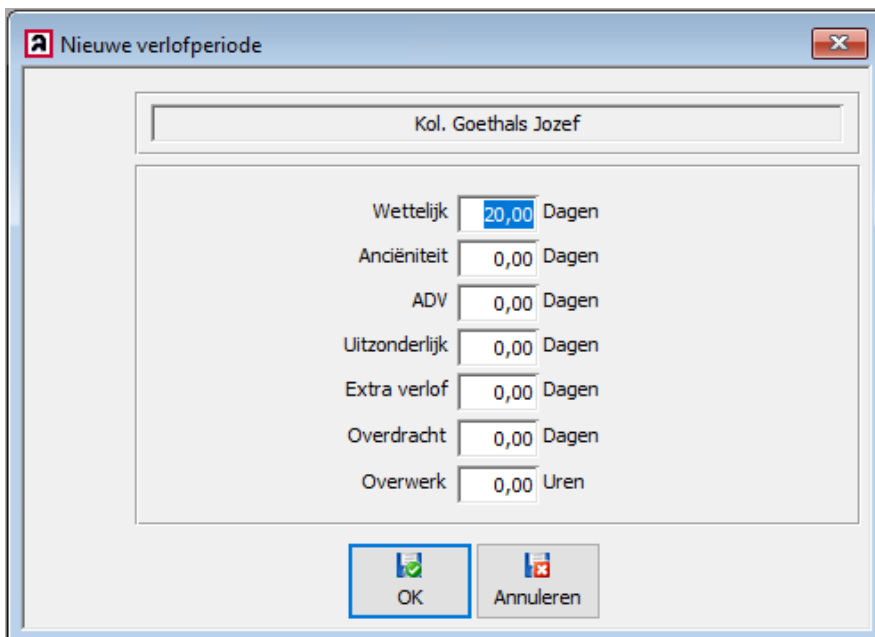 Nieuwe verlofperiode
Kol. Goethals Jozef
Wettelijk 20,00 Dagen
Anciëniteit 0,00 Dagen
ADV 0,00 Dagen
Uitzonderlijk 0,00 Dagen
Extra verlof 0,00 Dagen
Overdracht 0,00 Dagen
Overwerk 0,00 Uren
OK Annuleren